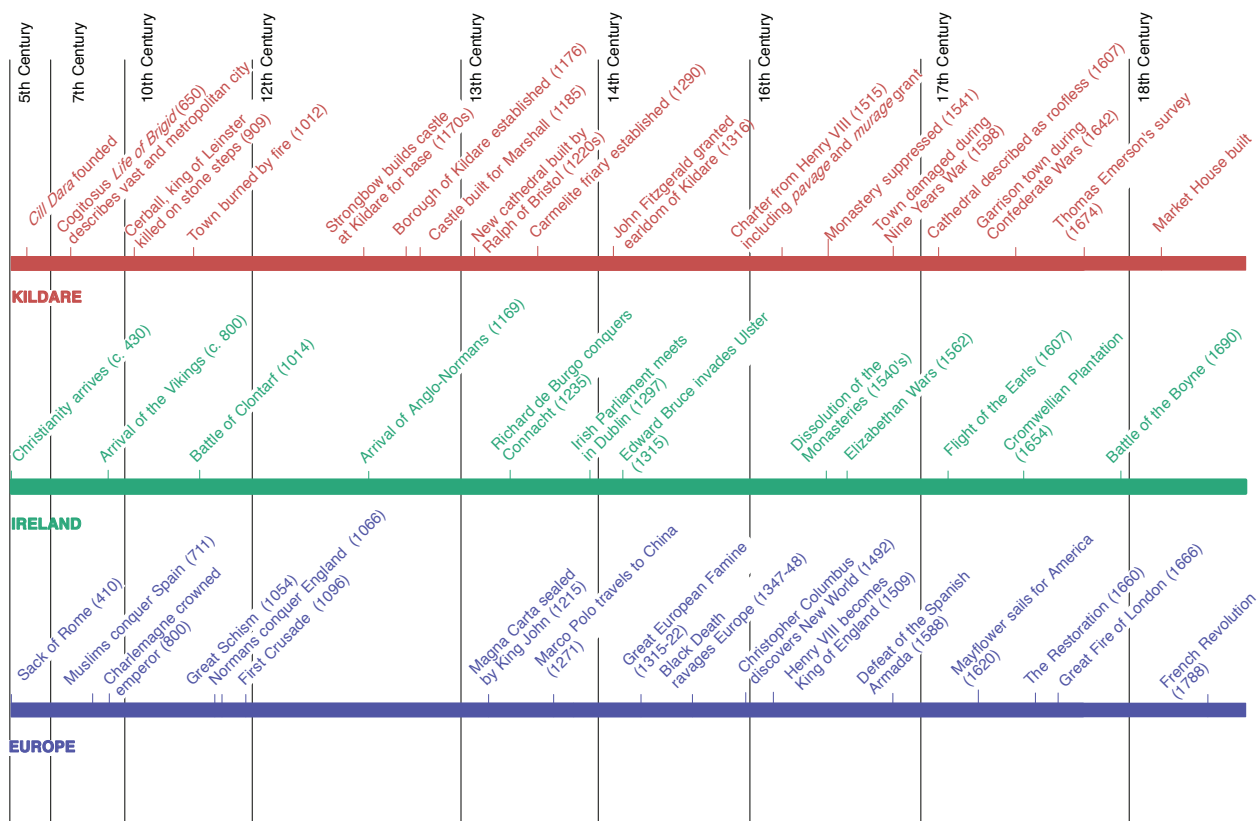 5th Century
7th Century
10th Century
12th Century
13th Century
14th Century
16th Century
17th Century
18th Century
Cill Dara founded
Cogitosus Life of Brigid (650)
describes vast and metropolitan city
Cerball, king of Leinster
killed on stone steps (909)
Town burned by fire (1012)
Strongbow builds castle
at Kildare for base (1170s)
Borough of Kildare established (1176)
Castle built for Marshall (1185)
New cathedral built by
Ralph of Bristol (1220s)
Carmelite friary established (1290)
John Fitzgerald granted
earldom of Kildare (1316)
Charter from Henry VIII (1515)
including pavage and murage grant
Monastery suppressed (1541)
Town damaged during
Nine Years War (1598)
Cathedral described as roofless (1607)
Garrison town during
Confederate Wars (1642)
Thomas Emerson's survey
(1674)
Market House built
KILDARE
Christianity arrives (c. 430)
Arrival of the Vikings (c. 800)
Battle of Clontarf (1014)
Arrival of Anglo-Normans (1169)
Richard de Burgo conquers
Connacht (1235)
Irish Parliament meets
in Dublin (1297)
Edward Bruce invades Ulster
(1315)
Dissolution of the
Monasteries (1540's)
Elizabethan Wars (1562)
Flight of the Earls (1607)
Cromwellian Plantation
(1654)
Battle of the Boyne (1690)
IRELAND
Sack of Rome (410)
Muslims conquer Spain (711)
Charlemagne crowned
emperor (800)
Great Schism (1054)
Normans conquer England (1066)
First Crusade (1096)
Magna Carta sealed
by King John (1215)
Marco Polo travels to China
(1271)
Great European Famine
(1315-22)
Black Death
ravages Europe (1347-48)
Christopher Columbus
discovers New World (1492)
Henry VIII becomes
King of England (1509)
Defeat of the Spanish
Armada (1588)
Mayflower sails for America
(1620)
The Restoration (1660)
Great Fire of London (1666)
French Revolution
(1788)
EUROPE